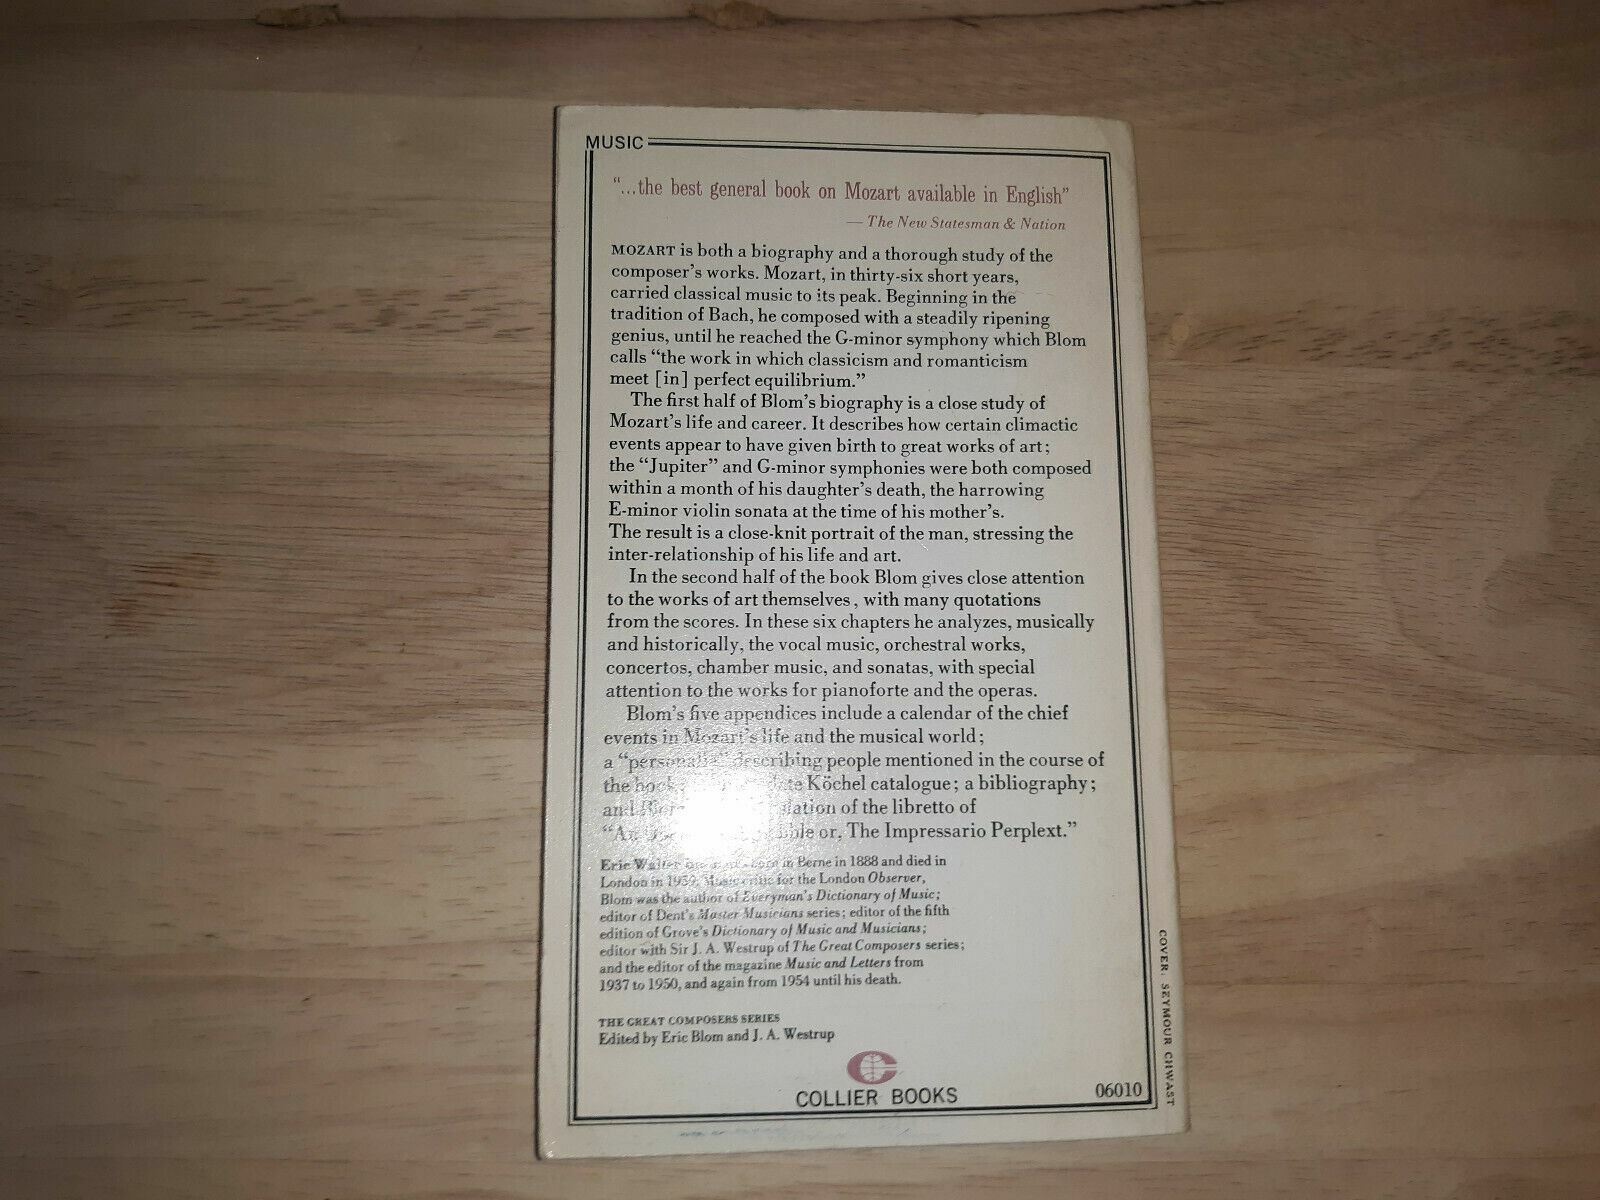 MUSIC
“...the best general book on Mozart available in English”
— The New Statesman & Nation
MOZART is both a biography and a thorough study of the
composer’s works. Mozart, in thirty-six short years,
carried classical music to its peak. Beginning in the
tradition of Bach, he composed with a steadily ripening
genius, until he reached the G-minor symphony which Blom
calls “the work in which classicism and romanticism
meet [in] perfect equilibrium.”
The first half of Blom’s biography is a close study of
Mozart’s life and career. It describes how certain climactic
events appear to have given birth to great works of art;
the “Jupiter” and G-minor symphonies were both composed
within a month of his daughter’s death, the harrowing
E-minor violin sonata at the time of his mother’s.
The result is a close-knit portrait of the man, stressing the
inter-relationship of his life and art.
In the second half of the book Blom gives close attention
to the works of art themselves, with many quotations
from the scores. In these six chapters he analyzes, musically
and historically, the vocal music, orchestral works,
concertos, chamber music, and sonatas, with special
attention to the works for pianoforte and the operas.
Blom’s five appendices include a calendar of the chief
events in Mozart’s life and the musical world;
a “personalia” describing people mentioned in the course of
the book; Köchel catalogue; a bibliography;
and of the libretto of
or, The Impressario Perplext.”
Eric Walter born in Berne in 1888 and died in
London in 1959. Music critic for the London Observer,
Blom was the author of Everyman’s Dictionary of Music;
editor of Dent’s Master Musicians series; editor of the fifth
edition of Grove’s Dictionary of Music and Musicians;
editor with Sir J. A. Westrup of The Great Composers series;
and the editor of the magazine Music and Letters from
1937 to 1950, and again from 1954 until his death.
THE GREAT COMPOSERS SERIES
Edited by Eric Blom and J. A. Westrup
COLLIER BOOKS
06010
COVER: SEYMOUR CHWAST